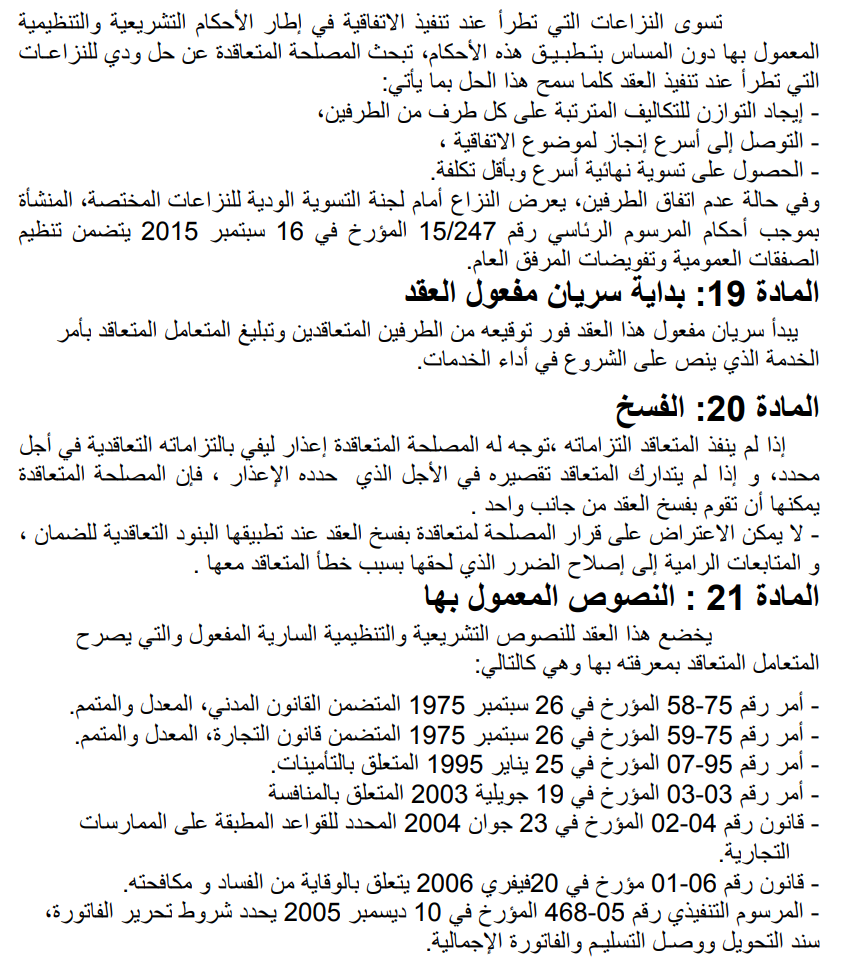 تسوى النزاعات التي تطرأ عند تنفيذ الاتفاقية في إطار الأحكام التشريعية والتنظيمية
المعمول بها دون المساس بتطبيق هذه الأحكام، تبحث المصلحة المتعاقدة عن حل ودي للنزاعات
التي تطرأ عند تنفيذ العقد كلما سمح هذا الحل بما يأتي:
- إيجاد التوازن للتكاليف المترتبة على كل طرف من الطرفين،
- التوصل إلى أسرع إنجاز لموضوع الاتفاقية ،
- الحصول على تسوية نهائية أسرع وبأقل تكلفة.
وفي حالة عدم اتفاق الطرفين، يعرض النزاع أمام لجنة التسوية الودية للنزاعات المختصة، المنشأة
بموجب أحكام المرسوم الرئاسي رقم 15/247 المؤرخ في 16 سبتمبر 2015 يتضمن تنظيم
الصفقات العمومية وتفويضات المرفق العام.
المادة 19: بداية سريان مفعول العقد
يبدأ سريان مفعول هذا العقد فور توقيعه من الطرفين المتعاقدين وتبليغ المتعامل المتعاقد بأمر
الخدمة الذي ينص على الشروع في أداء الخدمات.
المادة 20: الفسخ
إذا لم ينفذ المتعاقد التزاماته ،توجه له المصلحة المتعاقدة إعذار ليفي بالتزاماته التعاقدية في أجل
محدد، و إذا لم يتدارك المتعاقد تقصيره في الأجل الذي حدده الإعذار ، فإن المصلحة المتعاقدة
يمكنها أن تقوم بفسخ العقد من جانب واحد .
- لا يمكن الاعتراض على قرار المصلحة لمتعاقدة بفسخ العقد عند تطبيقها البنود التعاقدية للضمان ،
و المتابعات الرامية إلى إصلاح الضرر الذي لحقها بسبب خطأ المتعاقد معها .
المادة 21 : النصوص المعمول بها
يخضع هذا العقد للنصوص التشريعية والتنظيمية السارية المفعول والتي يصرح
المتعامل المتعاقد بمعرفته بها وهي كالتالي:
- أمر رقم 75-58 المؤرخ في 26 سبتمبر 1975 المتضمن القانون المدني، المعدل والمتمم.
- أمر رقم 75-59 المؤرخ في 26 سبتمبر 1975 المتضمن قانون التجارة، المعدل والمتمم.
- أمر رقم 95-07 المؤرخ في 25 يناير 1995 المتعلق بالتأمينات.
- أمر رقم 03-03 المؤرخ في 19 جويلية 2003 المتعلق بالمنافسة
- قانون رقم 04-02 المؤرخ في 23 جوان 2004 المحدد للقواعد المطبقة على الممارسات
التجارية.
- قانون رقم 06-01 مؤرخ في 20فيفري 2006 يتعلق بالوقاية من الفساد و مكافحته.
- المرسوم التنفيذي رقم 05-468 المؤرخ في 10 ديسمبر 2005 يحدد شروط تحرير الفاتورة،
سند التحويل ووصل التسليم والفاتورة الإجمالية.